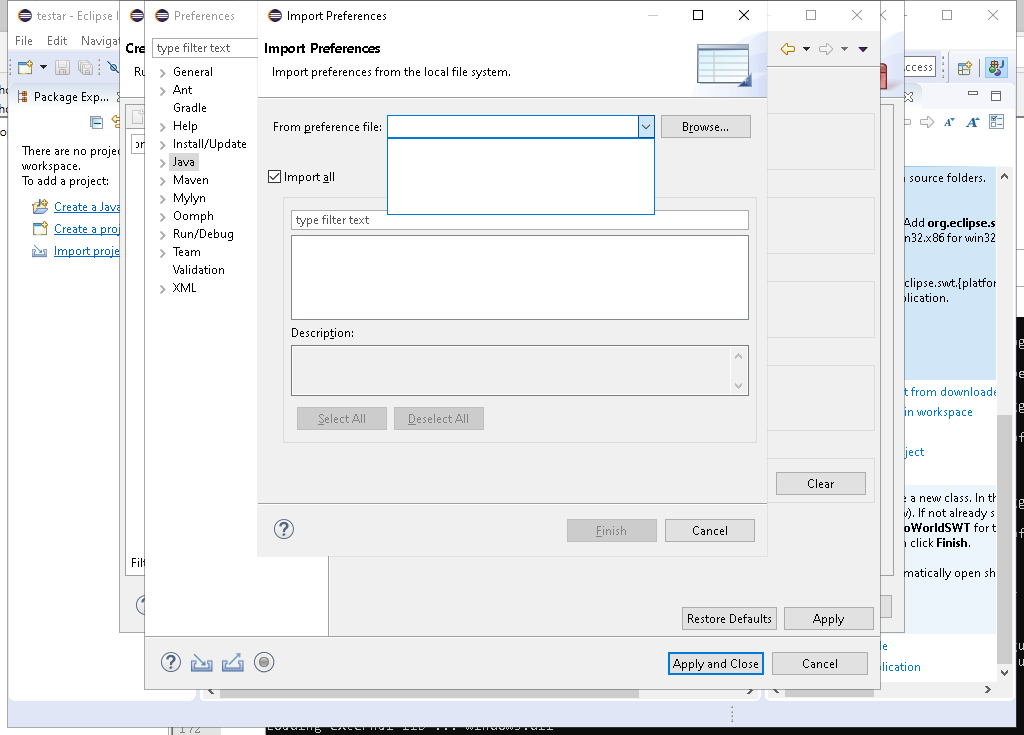 testar - Eclipse I
File Edit Navigat
Package Exp...
There are no proje
workspace.
To add a project:
Create a Java
Create a proj
Import proje
Cre
Filt
Preferences
type filter text
General
Ant
Gradle
Help
Install/Update
Java
Maven
Mylyn
Oomph
Run/Debug
Team
Validation
XML
Import Preferences
Import Preferences
Import preferences from the local file system.
From preference file:
Browse...
Import all
type filter text
Description:
Select All
Deselect All
Finish
Cancel
Clear
Restore Defaults
Apply
Apply and Close
Cancel
ccess
n source folders.
Add org.eclipse.s
n32.x86 for win32
clipse.swt.{platfor
plication.
t from downloade
in workspace
ject
e a new class. In th
v). If not already s
oWorldSWT for t
n click Finish.
matically open sh
le
plication
172
Loading external lib ... windows.dll